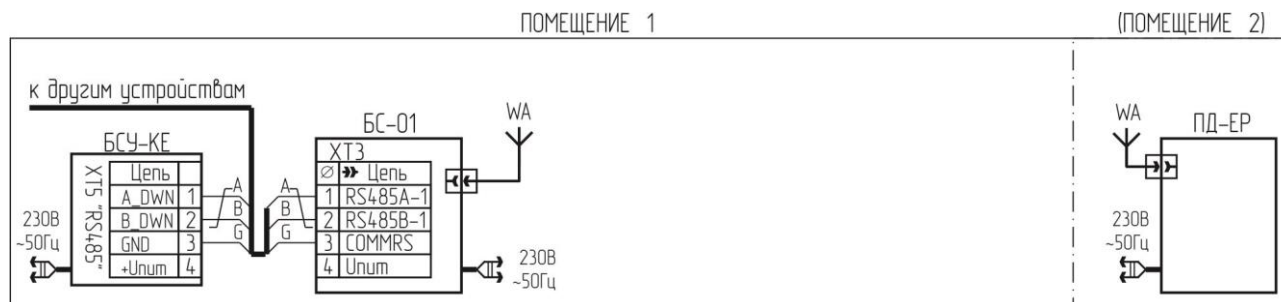 ПОМЕЩЕНИЕ 1
(ПОМЕЩЕНИЕ 2)
к другим устройствам
БСУ-КЕ
XT5 "RS485"
Цепь
A_DWN 1
B_DWN 2
GND 3
+Uпит 4
230В
~50Гц
A
B
G
A
B
G
БС-01
XT3
Ø Цепь
1 RS485A-1
2 RS485B-1
3 COMMRS
4 Uпит
WA
230В
~50Гц
WA
ПД-ЕР
230В
~50Гц